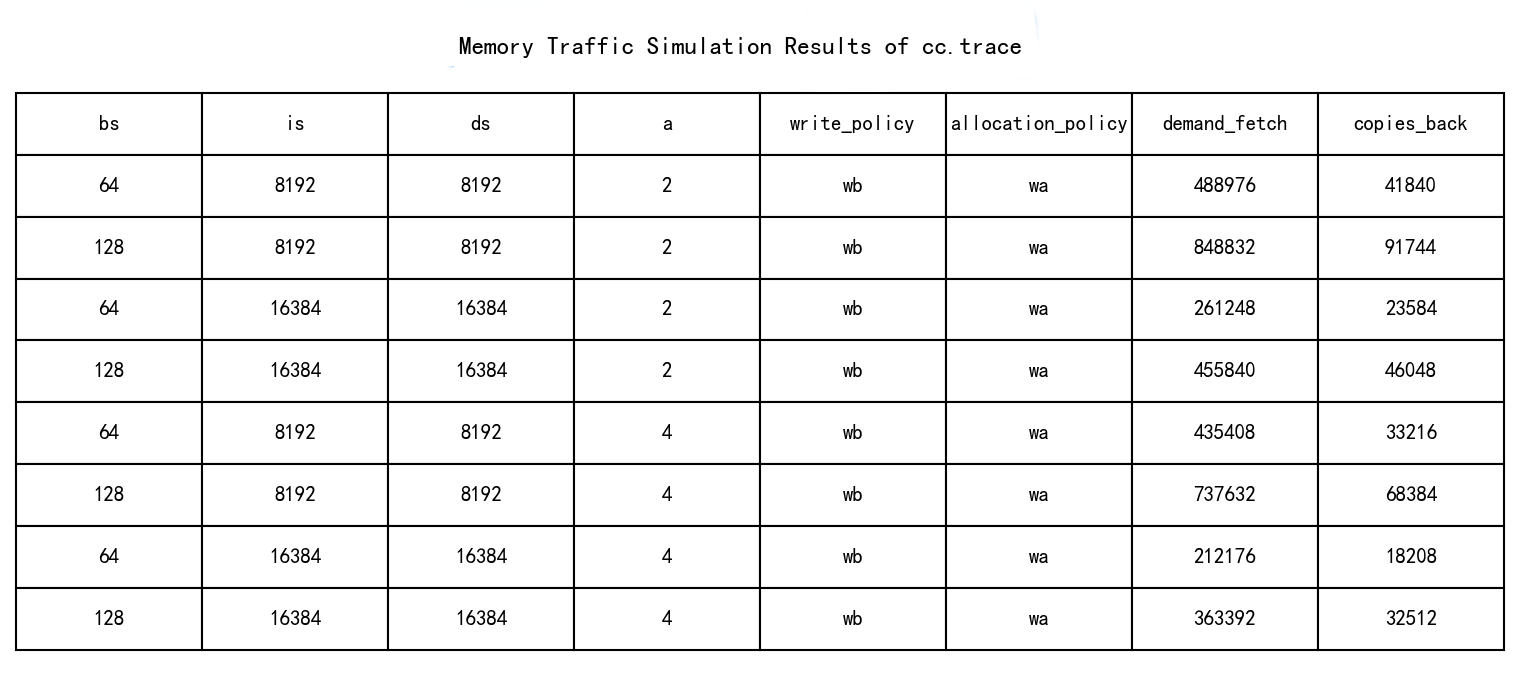 Memory Traffic Simulation Results of cc.trace
bs is ds a write_policy allocation_policy demand_fetch copies_back
64 8192 8192 2 wb wa 488976 41840
128 8192 8192 2 wb wa 848832 91744
64 16384 16384 2 wb wa 261248 23584
128 16384 16384 2 wb wa 455840 46048
64 8192 8192 4 wb wa 435408 33216
128 8192 8192 4 wb wa 737632 68384
64 16384 16384 4 wb wa 212176 18208
128 16384 16384 4 wb wa 363392 32512